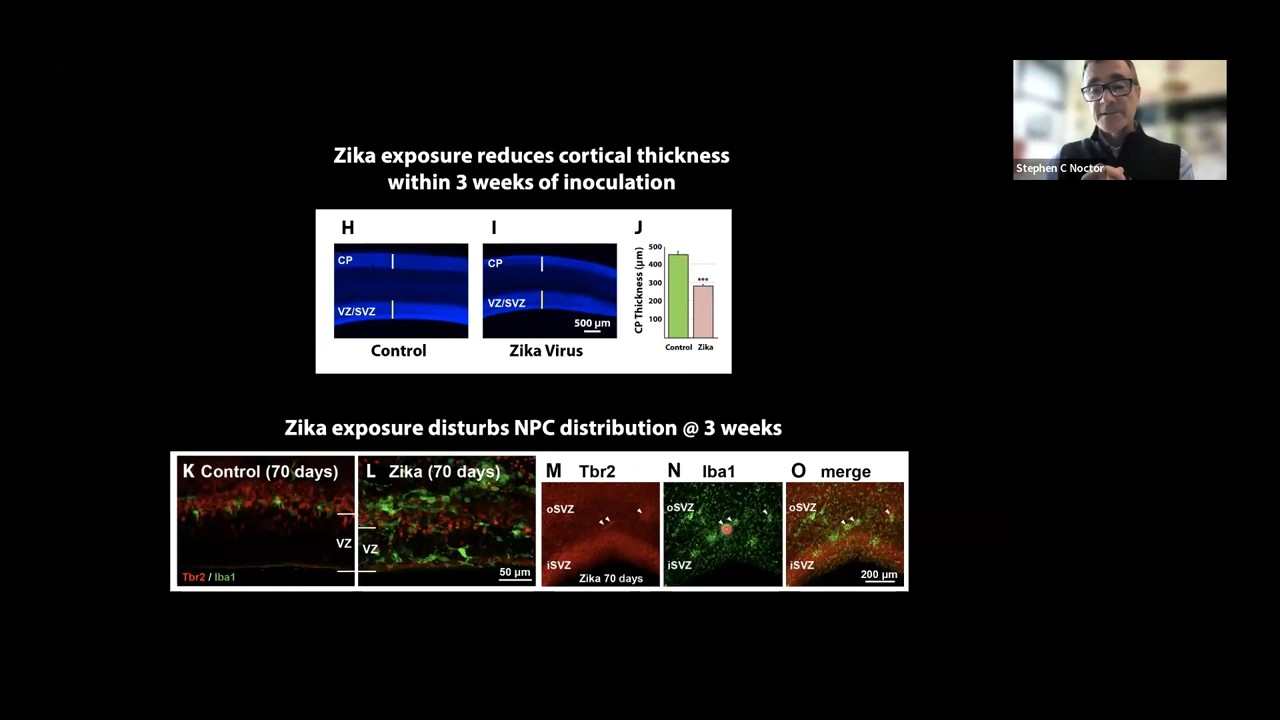 Stephen C Noctor
Zika exposure reduces cortical thickness
within 3 weeks of inoculation
H
I
J
CP
VZ/SVZ
Control
CP
VZ/SVZ
500 µm
Zika Virus
CP Thickness (µm)
500
400
300
200
100
***
Control Zika
Zika exposure disturbs NPC distribution @ 3 weeks
K Control (70 days)
VZ
Tbr2 / Iba1
L Zika (70 days)
VZ
50 µm
M Tbr2
oSVZ
iSVZ
Zika 70 days
N Iba1
oSVZ
iSVZ
O merge
oSVZ
iSVZ
200 µm